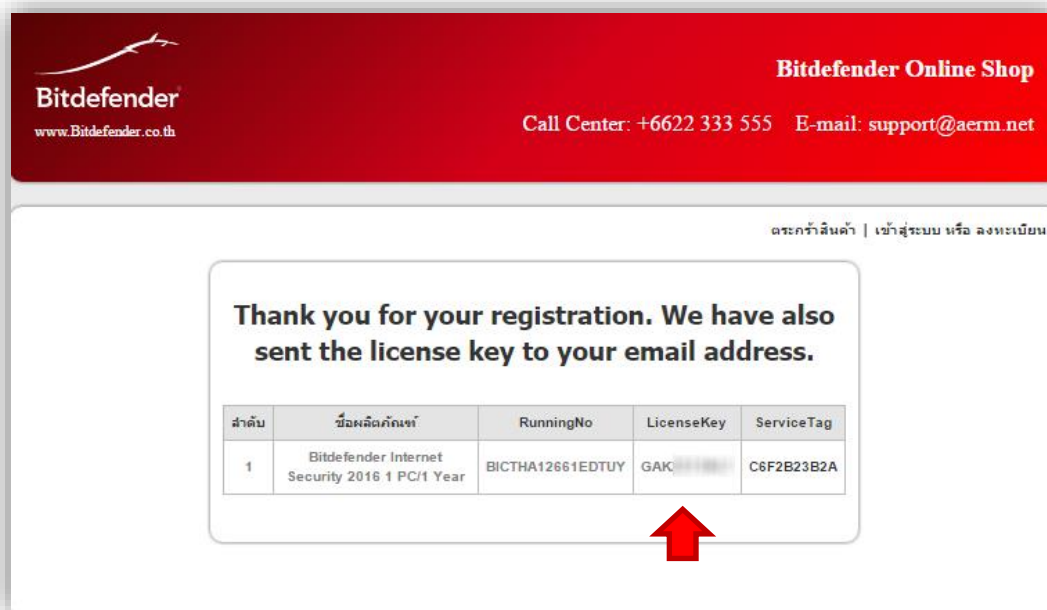 Bitdefender
www.Bitdefender.co.th
Bitdefender Online Shop
Call Center: +6622 333 555 E-mail: support@aerm.net
ตระกร้าสินค้า | เข้าสู่ระบบ หรือ ลงทะเบียน
Thank you for your registration. We have also
sent the license key to your email address.
ลำดับ ชื่อผลิตภัณฑ์ RunningNo LicenseKey ServiceTag
1 Bitdefender Internet
Security 2016 1 PC/1 Year BICTHA12661EDTUY GAK C6F2B23B2A